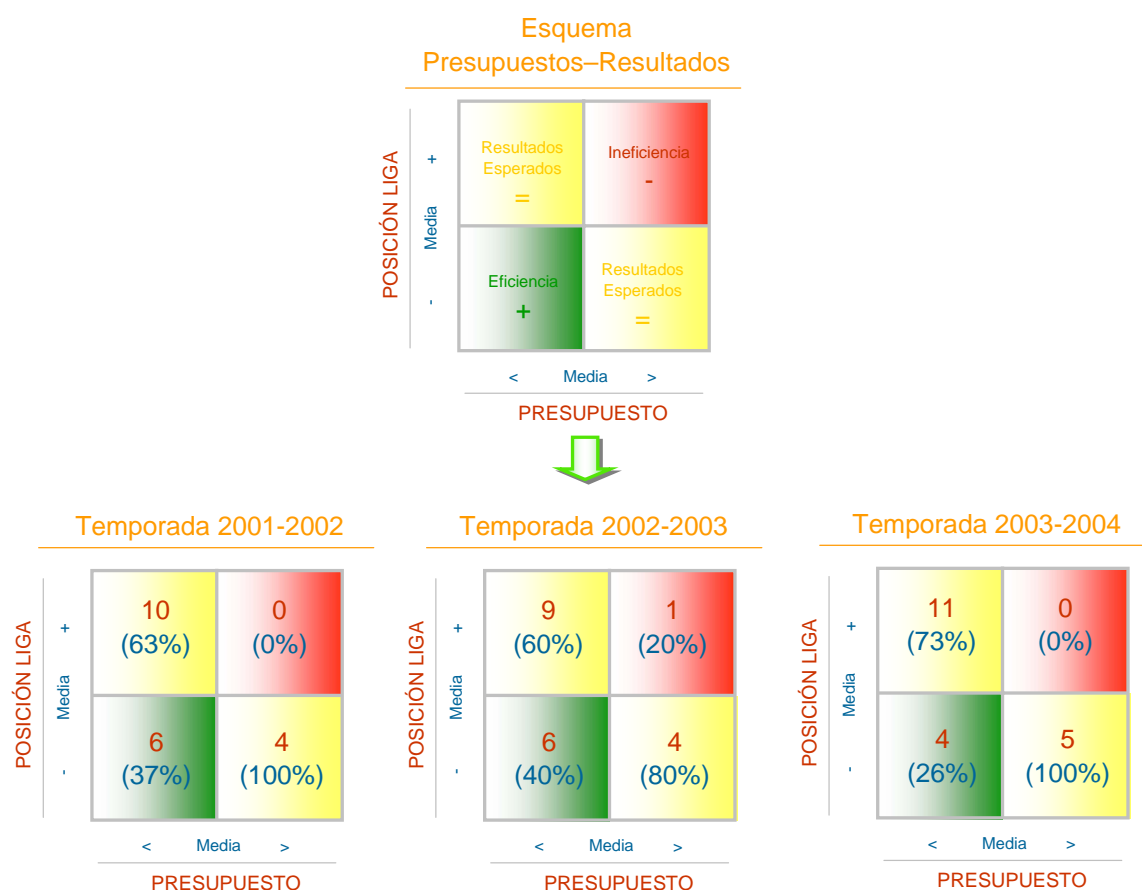 Esquema
Presupuestos–Resultados
POSICIÓN LIGA
- Media +
Resultados
Esperados
=
Ineficiencia
-
Eficiencia
+
Resultados
Esperados
=
< Media >
PRESUPUESTO
Temporada 2001-2002
POSICIÓN LIGA
- Media +
10 0
(63%) (0%)
6 4
(37%) (100%)
< Media >
PRESUPUESTO
Temporada 2002-2003
POSICIÓN LIGA
- Media +
9 1
(60%) (20%)
6 4
(40%) (80%)
< Media >
PRESUPUESTO
Temporada 2003-2004
POSICIÓN LIGA
- Media +
11 0
(73%) (0%)
4 5
(26%) (100%)
< Media >
PRESUPUESTO